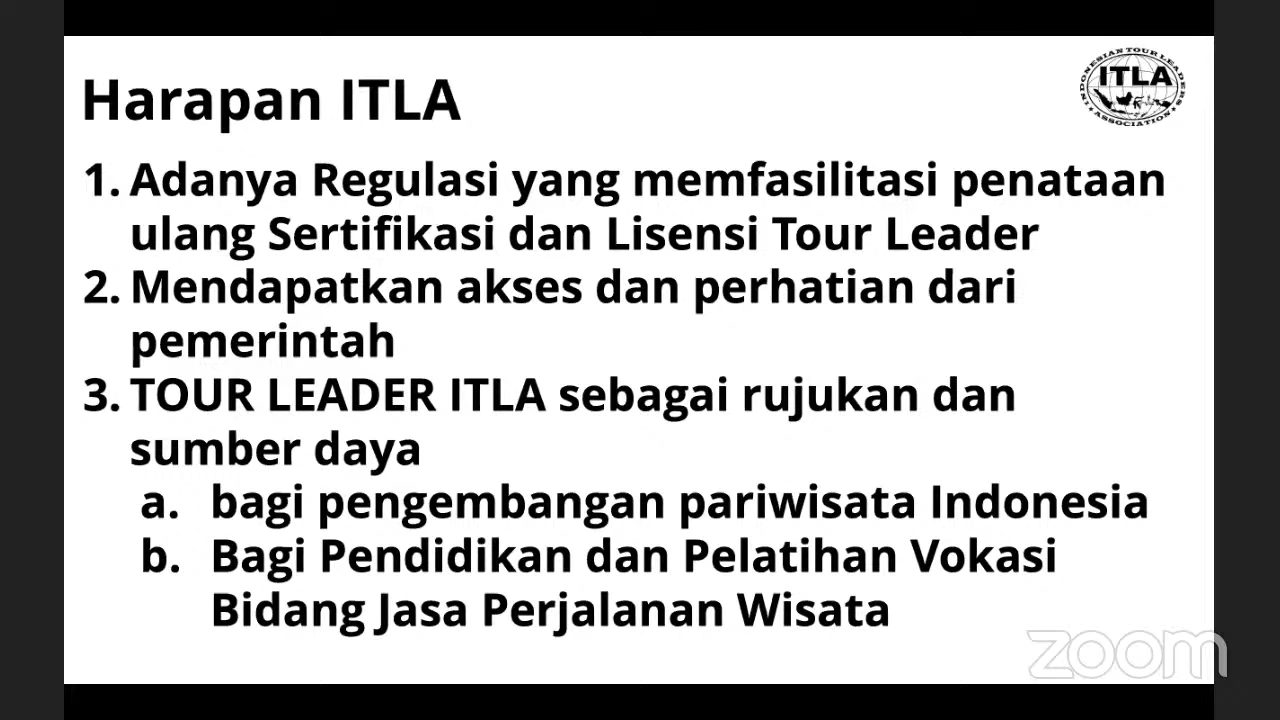 Harapan ITLA
INDONESIAN TOUR LEADERS
ITLA
ASSOCIATION
1. Adanya Regulasi yang memfasilitasi penataan
ulang Sertifikasi dan Lisensi Tour Leader
2. Mendapatkan akses dan perhatian dari
pemerintah
3. TOUR LEADER ITLA sebagai rujukan dan
sumber daya
a. bagi pengembangan pariwisata Indonesia
b. Bagi Pendidikan dan Pelatihan Vokasi
Bidang Jasa Perjalanan Wisata
zoom